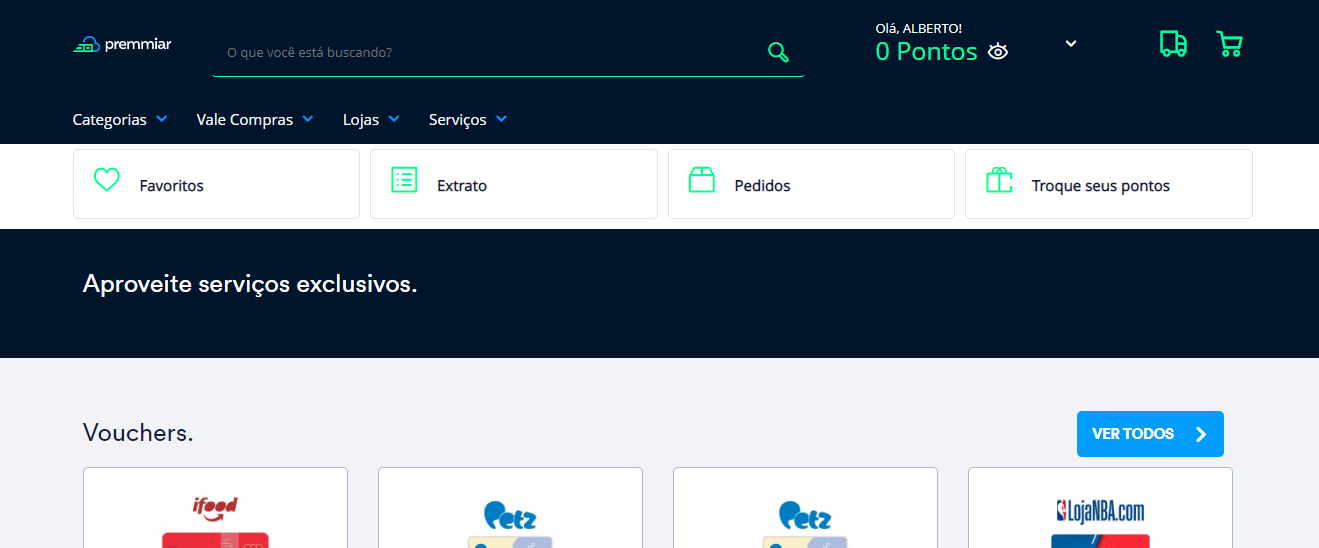 premmiar
O que você está buscando?
Olá, ALBERTO!
0 Pontos
Categorias
Vale Compras
Lojas
Serviços
Favoritos
Extrato
Pedidos
Troque seus pontos
Aproveite serviços exclusivos.
Vouchers.
VER TODOS
ifood
Petz
Petz
LojaNBA.com